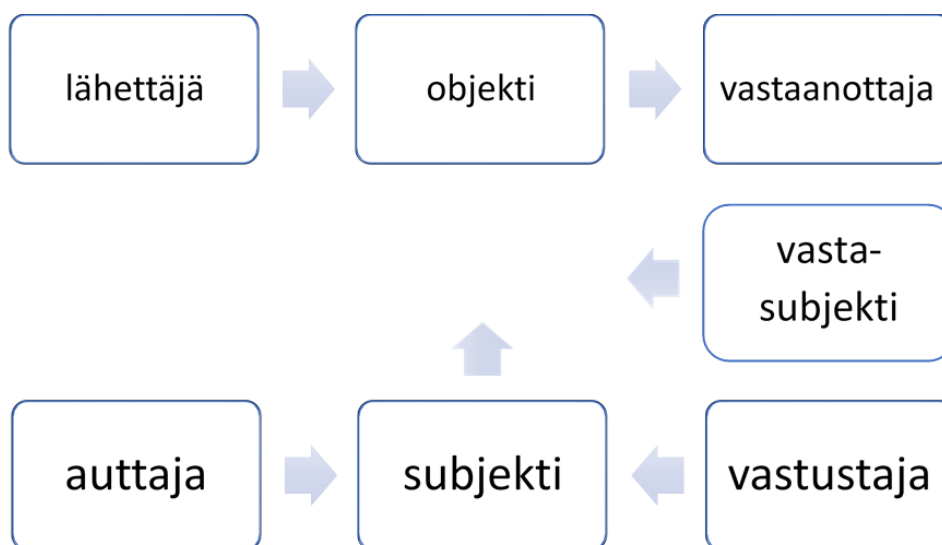 lähettäjä
objekti
vastaanottaja
vasta-
subjekti
auttaja
subjekti
vastustaja